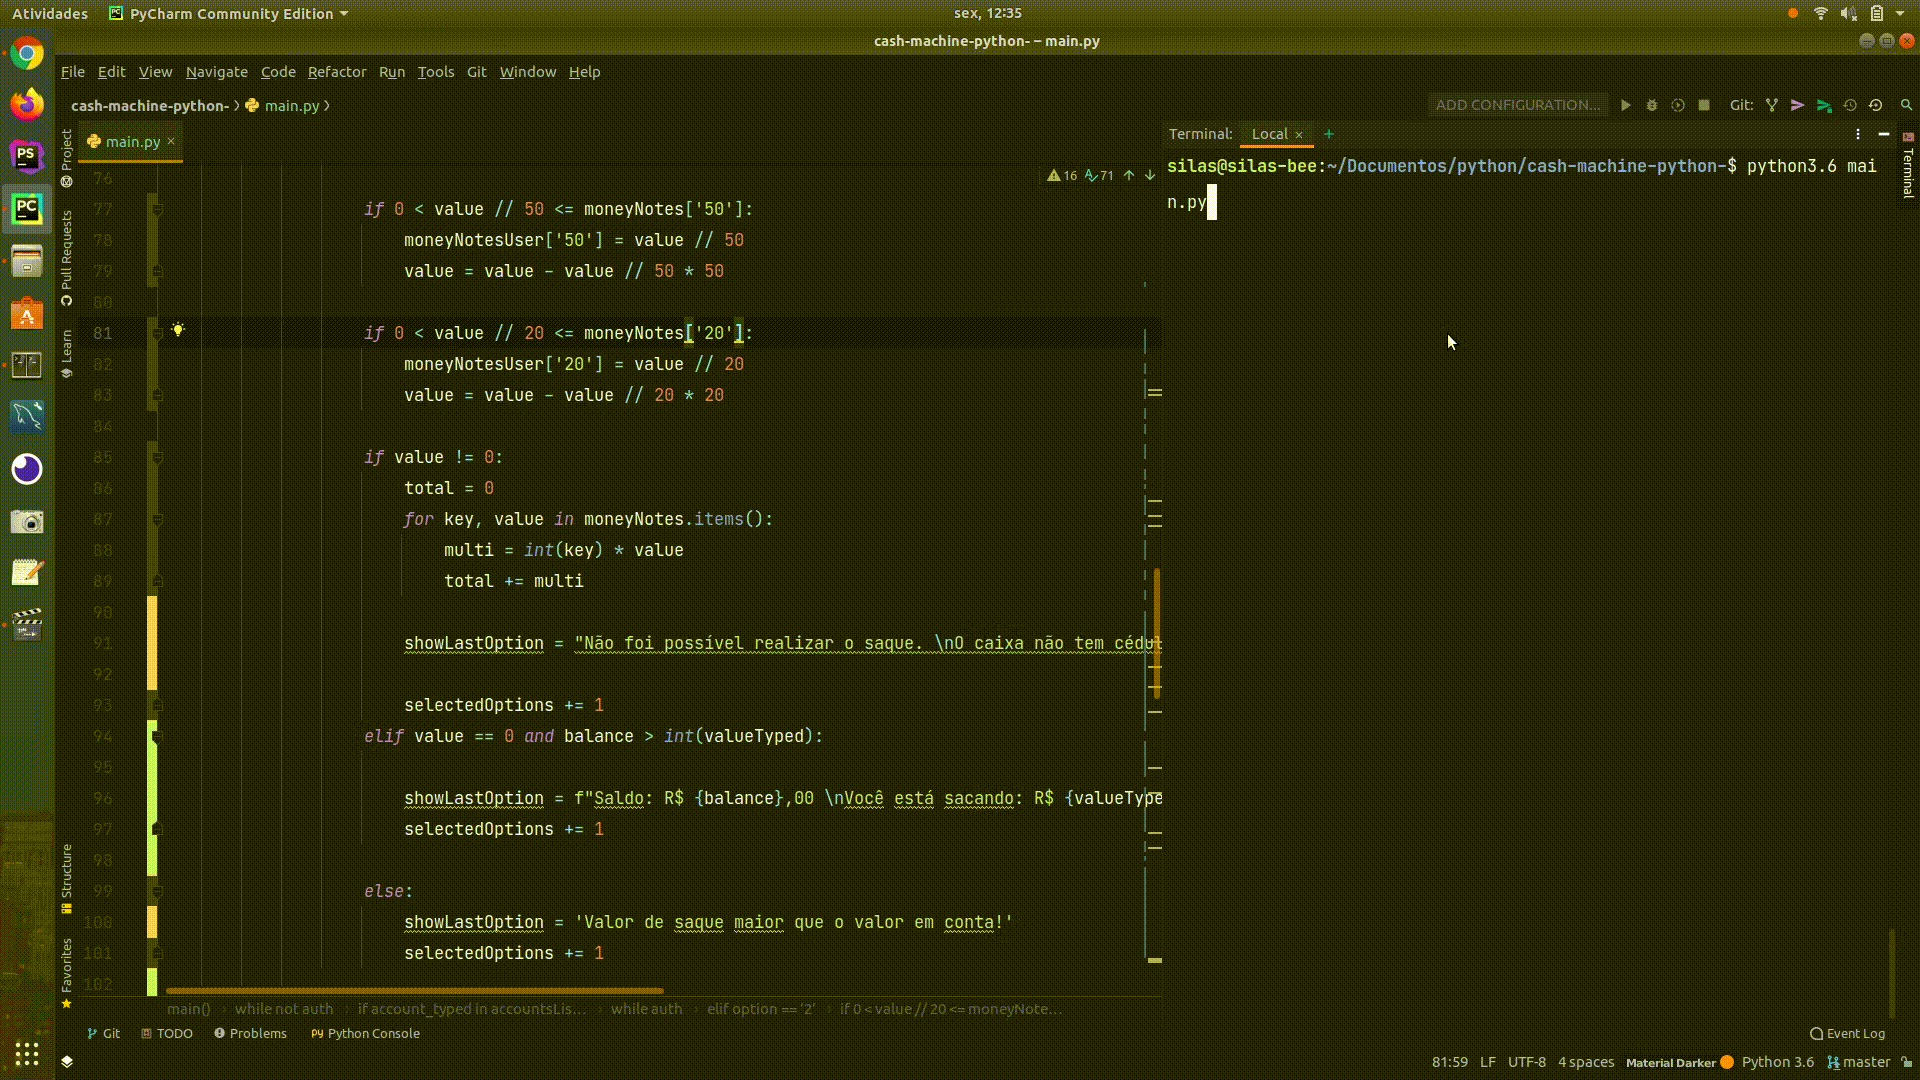 Atividades PyCharm Community Edition sex, 12:35
cash-machine-python- – main.py
File Edit View Navigate Code Refactor Run Tools Git Window Help
cash-machine-python- main.py ADD CONFIGURATION... Git:
Project
Pull Requests
Learn
Structure
Favorites
main.py
16 71
76
77 if 0 < value // 50 <= moneyNotes['50']:
78 moneyNotesUser['50'] = value // 50
79 value = value - value // 50 * 50
80
81 if 0 < value // 20 <= moneyNotes['20']:
82 moneyNotesUser['20'] = value // 20
83 value = value - value // 20 * 20
84
85 if value != 0:
86 total = 0
87 for key, value in moneyNotes.items():
88 multi = int(key) * value
89 total += multi
90
91 showLastOption = "Não foi possível realizar o saque. \nO caixa não tem cédul
92
93 selectedOptions += 1
94 elif value == 0 and balance > int(valueTyped):
95
96 showLastOption = f"Saldo: R$ {balance},00 \nVocê está sacando: R$ {valueType
97 selectedOptions += 1
98
99 else:
100 showLastOption = 'Valor de saque maior que o valor em conta!'
101 selectedOptions += 1
102
main() while not auth if account_typed in accountsLis... while auth elif option == '2' if 0 < value // 20 <= moneyNote...
Terminal: Local × +
silas@silas-bee:~/Documentos/python/cash-machine-python-$ python3.6 mai
n.py
Terminal
PS
PC
Git TODO Problems Python Console Event Log
81:59 LF UTF-8 4 spaces Material Darker Python 3.6 master